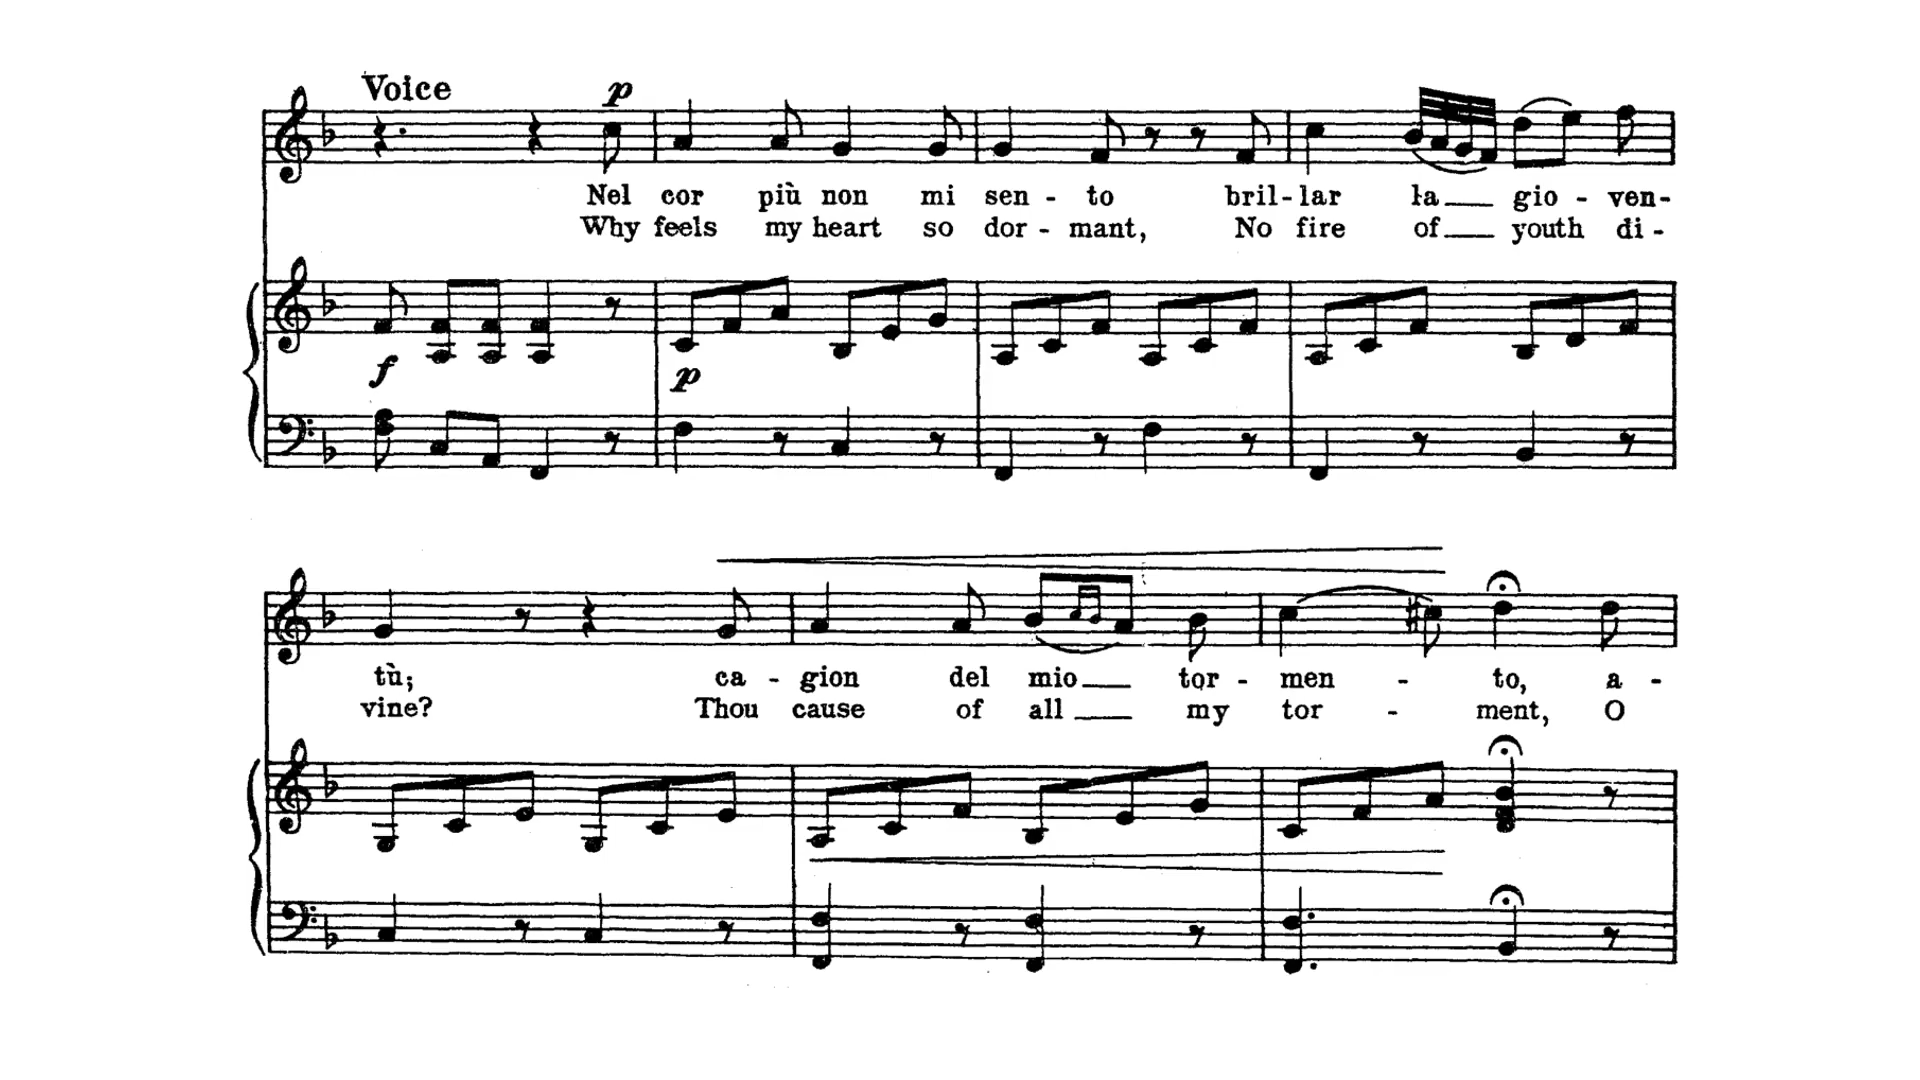 Voice
p
Nel cor più non mi sen - to bril - lar la gio - ven -
Why feels my heart so dor - mant, No fire of youth di -
f p
tù; ca - gion del mio tor - men - to, a -
vine? Thou cause of all my tor - ment, O